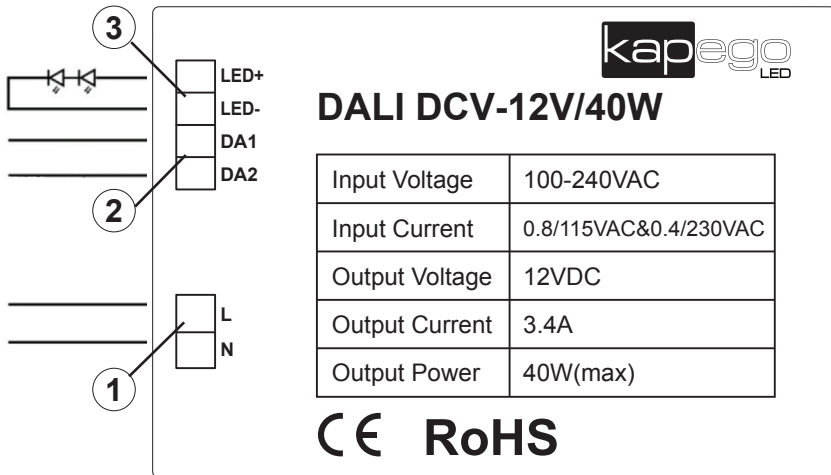 3
LED+
LED-
DA1
DA2
2
L
N
1
kapego
LED
DALI DCV-12V/40W
Input Voltage 100-240VAC
Input Current 0.8/115VAC&0.4/230VAC
Output Voltage 12VDC
Output Current 3.4A
Output Power 40W(max)
CE RoHS